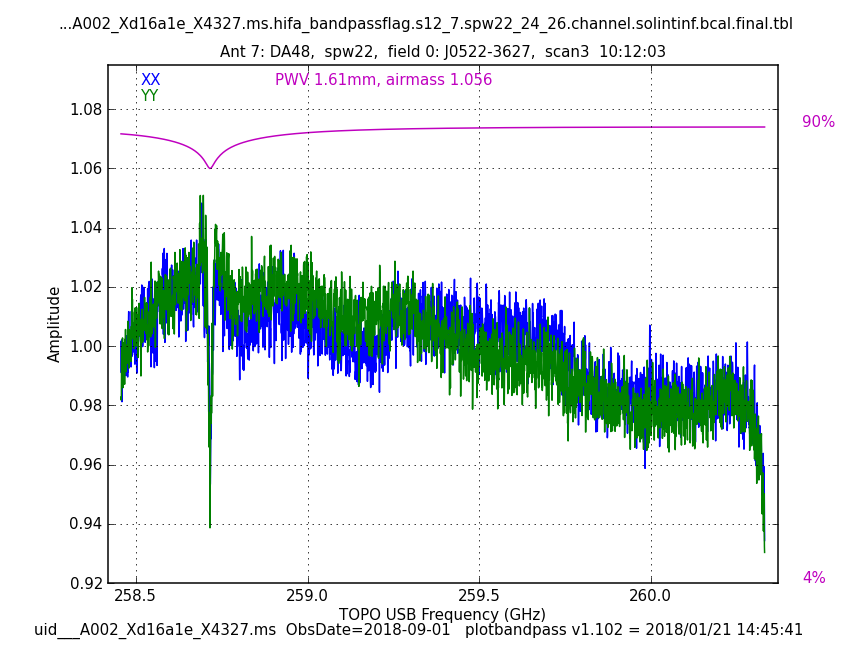 ...A002_Xd16a1e_X4327.ms.hifa_bandpassflag.s12_7.spw22_24_26.channel.solintinf.bcal.final.tbl
Ant 7: DA48,  spw22,  field 0: J0522-3627,  scan3  10:12:03
XX
PWV 1.61mm, airmass 1.056
YY
90%
1.08
1.06
1.04
1.02
1.00
0.98
0.96
0.94
0.92
Amplitude
4%
258.5
259.0
259.5
260.0
TOPO USB Frequency (GHz)
uid___A002_Xd16a1e_X4327.ms  ObsDate=2018-09-01   plotbandpass v1.102 = 2018/01/21 14:45:41